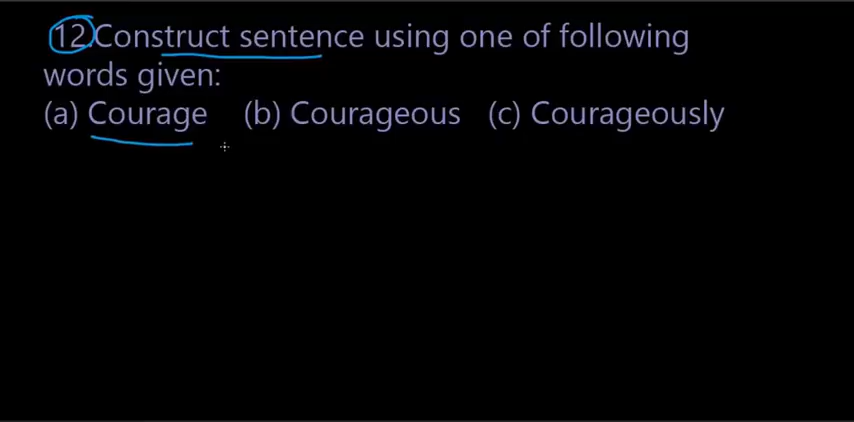 12.Construct sentence using one of following
words given:
(a) Courage (b) Courageous (c) Courageously